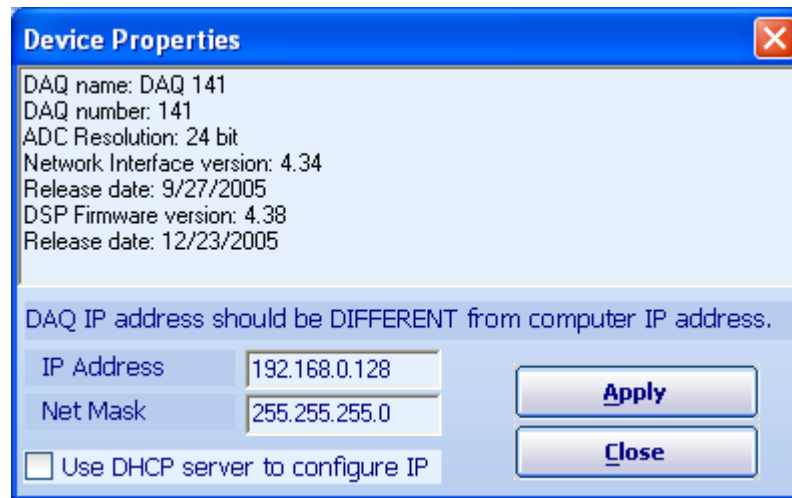 Device Properties
DAQ name: DAQ 141
DAQ number: 141
ADC Resolution: 24 bit
Network Interface version: 4.34
Release date: 9/27/2005
DSP Firmware version: 4.38
Release date: 12/23/2005
DAQ IP address should be DIFFERENT from computer IP address.
IP Address 192.168.0.128
Net Mask 255.255.255.0
Apply
Use DHCP server to configure IP
Close